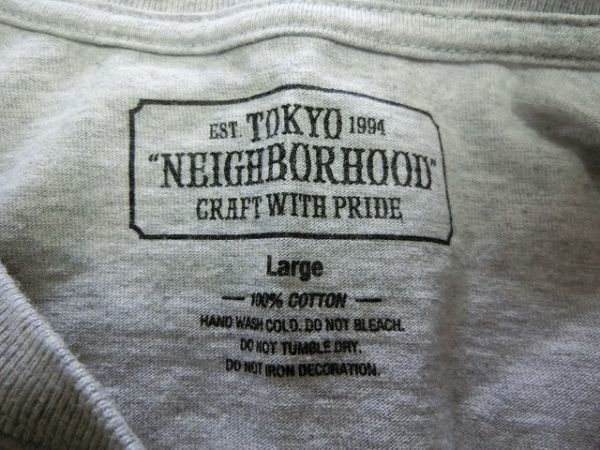 EST. TOKYO 1994
"NEIGHBORHOOD"
CRAFT WITH PRIDE
Large
— 100% COTTON —
HAND WASH COLD. DO NOT BLEACH.
DO NOT TUMBLE DRY.
DO NOT IRON DECORATION.